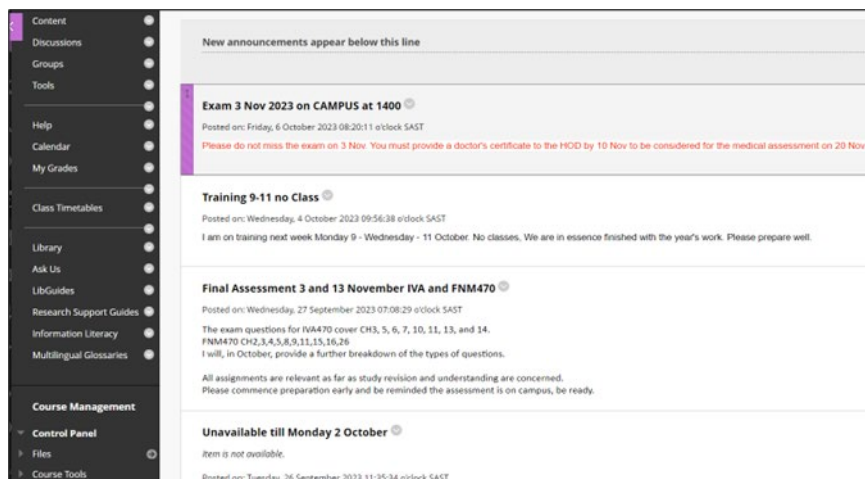 Content
Discussions
Groups
Tools
Help
Calendar
My Grades
Class Timetables
Library
Ask Us
LibGuides
Research Support Guides
Information Literacy
Multilingual Glossaries
Course Management
Control Panel
Files
Course Tools
New announcements appear below this line
Exam 3 Nov 2023 on CAMPUS at 1400
Posted on: Friday, 6 October 2023 08:20:11 o'clock SAST
Please do not miss the exam on 3 Nov. You must provide a doctor's certificate to the HOD by 10 Nov to be considered for the medical assessment on 20 Nov
Training 9-11 no Class
Posted on: Wednesday, 4 October 2023 09:56:38 o'clock SAST
I am on training next week Monday 9 - Wednesday - 11 October. No classes, We are in essence finished with the year's work. Please prepare well.
Final Assessment 3 and 13 November IVA and FNM470
Posted on: Wednesday, 27 September 2023 07:08:29 o'clock SAST
The exam questions for IVA470 cover CH3, 5, 6, 7, 10, 11, 13, and 14.
FNM470 CH2,3,4,5,8,9,11,15,16,26
I will, in October, provide a further breakdown of the types of questions.
All assignments are relevant as far as study revision and understanding are concerned.
Please commence preparation early and be reminded the assessment is on campus, be ready.
Unavailable till Monday 2 October
Item is not available.
Posted on: Tuesday, 26 September 2023 11:35:34 o'clock SAST